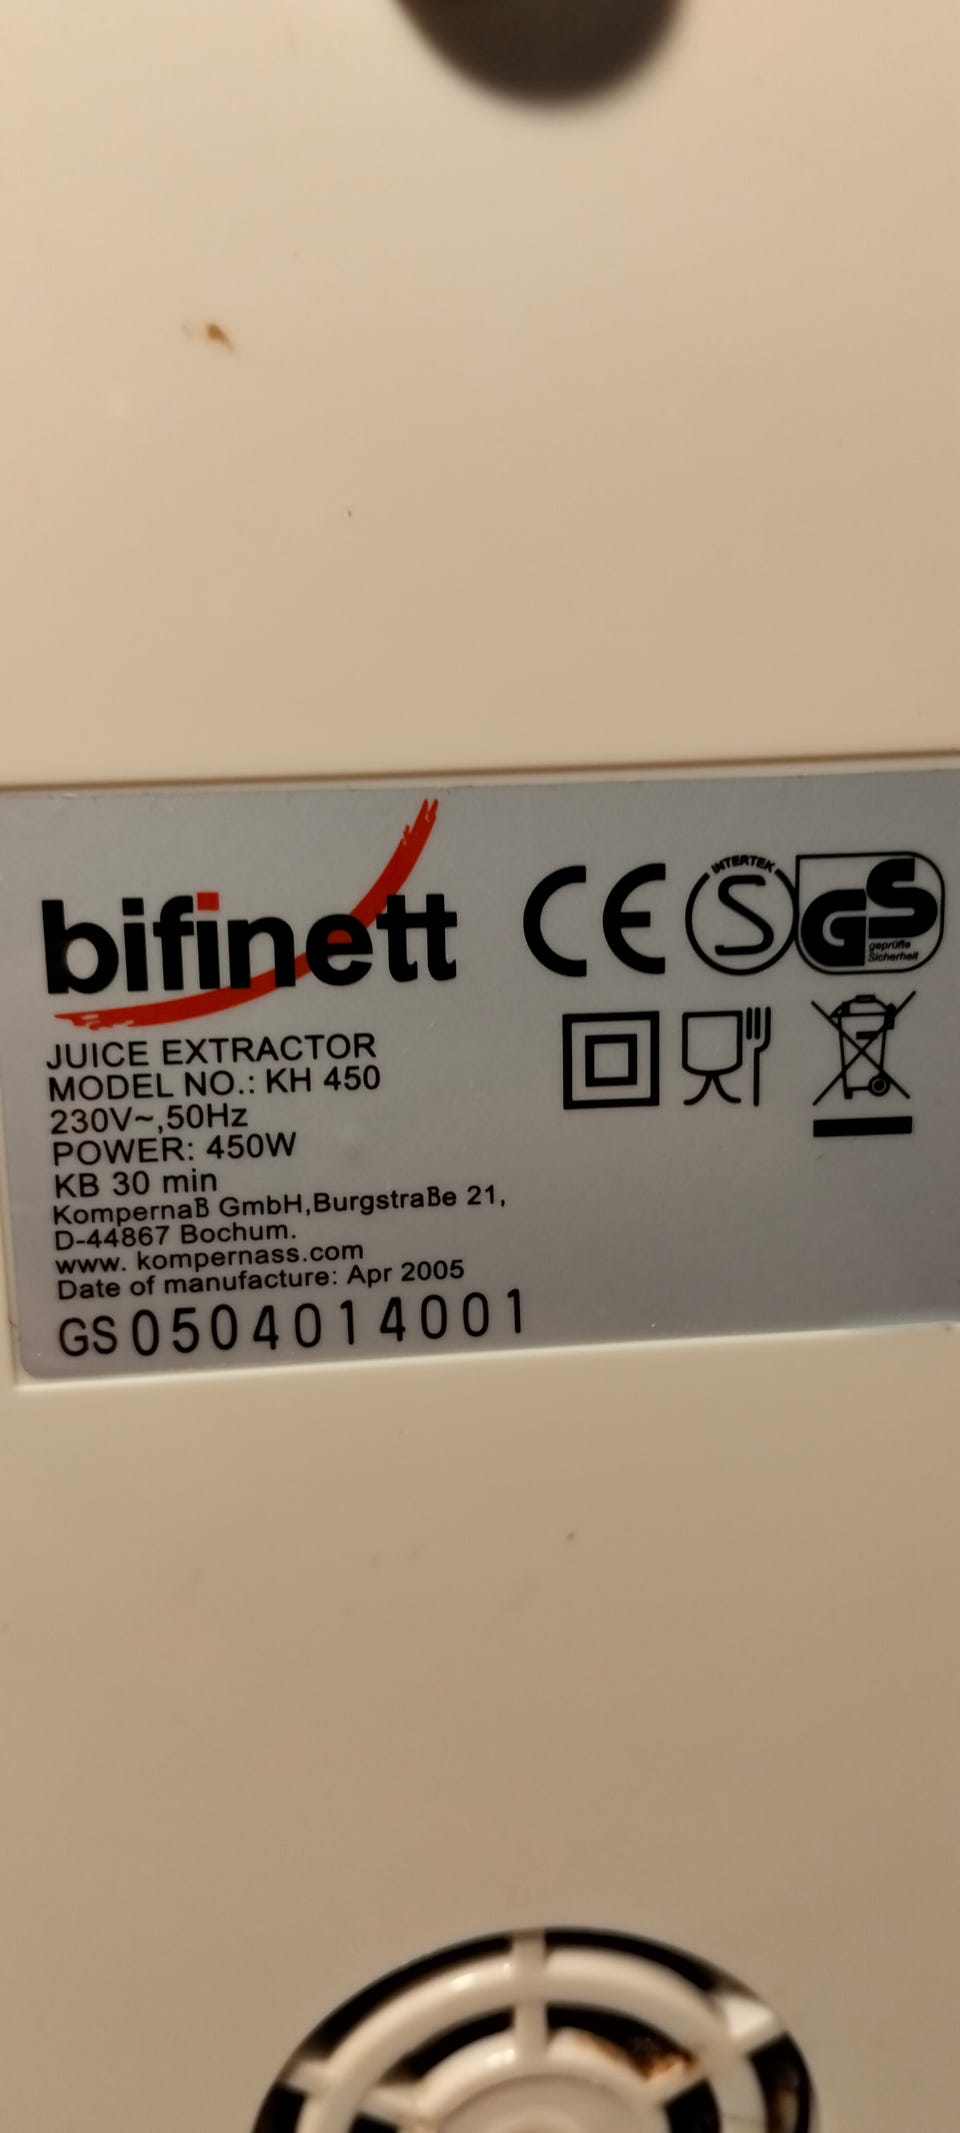 bifinett
CE
INTERTEK
S
GS
geprüfte
Sicherheit
JUICE EXTRACTOR
MODEL NO.: KH 450
230V~,50Hz
POWER: 450W
KB 30 min
Kompernaß GmbH,Burgstraße 21,
D-44867 Bochum.
www. kompernass.com
Date of manufacture: Apr 2005
GS0504014001